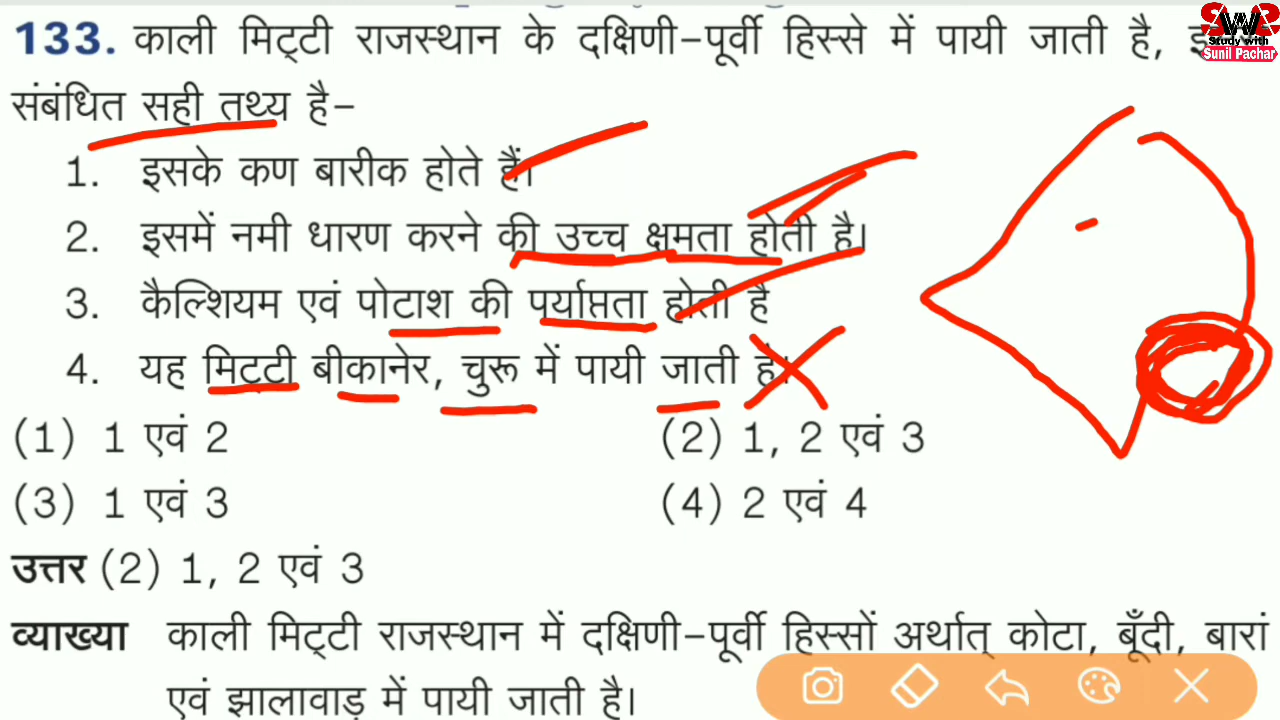 133. काली मिट्टी राजस्थान के दक्षिणी-पूर्वी हिस्से में पायी जाती है,
संबंधित सही तथ्य है-
1. इसके कण बारीक होते हैं।
2. इसमें नमी धारण करने की उच्च क्षमता होती है।
3. कैल्शियम एवं पोटाश की पर्याप्तता होती है
4. यह मिट्टी बीकानेर, चुरू में पायी जाती है।
(1) 1 एवं 2 (2) 1, 2 एवं 3
(3) 1 एवं 3 (4) 2 एवं 4
उत्तर (2) 1, 2 एवं 3
व्याख्या काली मिट्टी राजस्थान में दक्षिणी-पूर्वी हिस्सों अर्थात् कोटा, बूँदी, बारां
एवं झालावाड़ में पायी जाती है।
Study with
Sunil Pachar